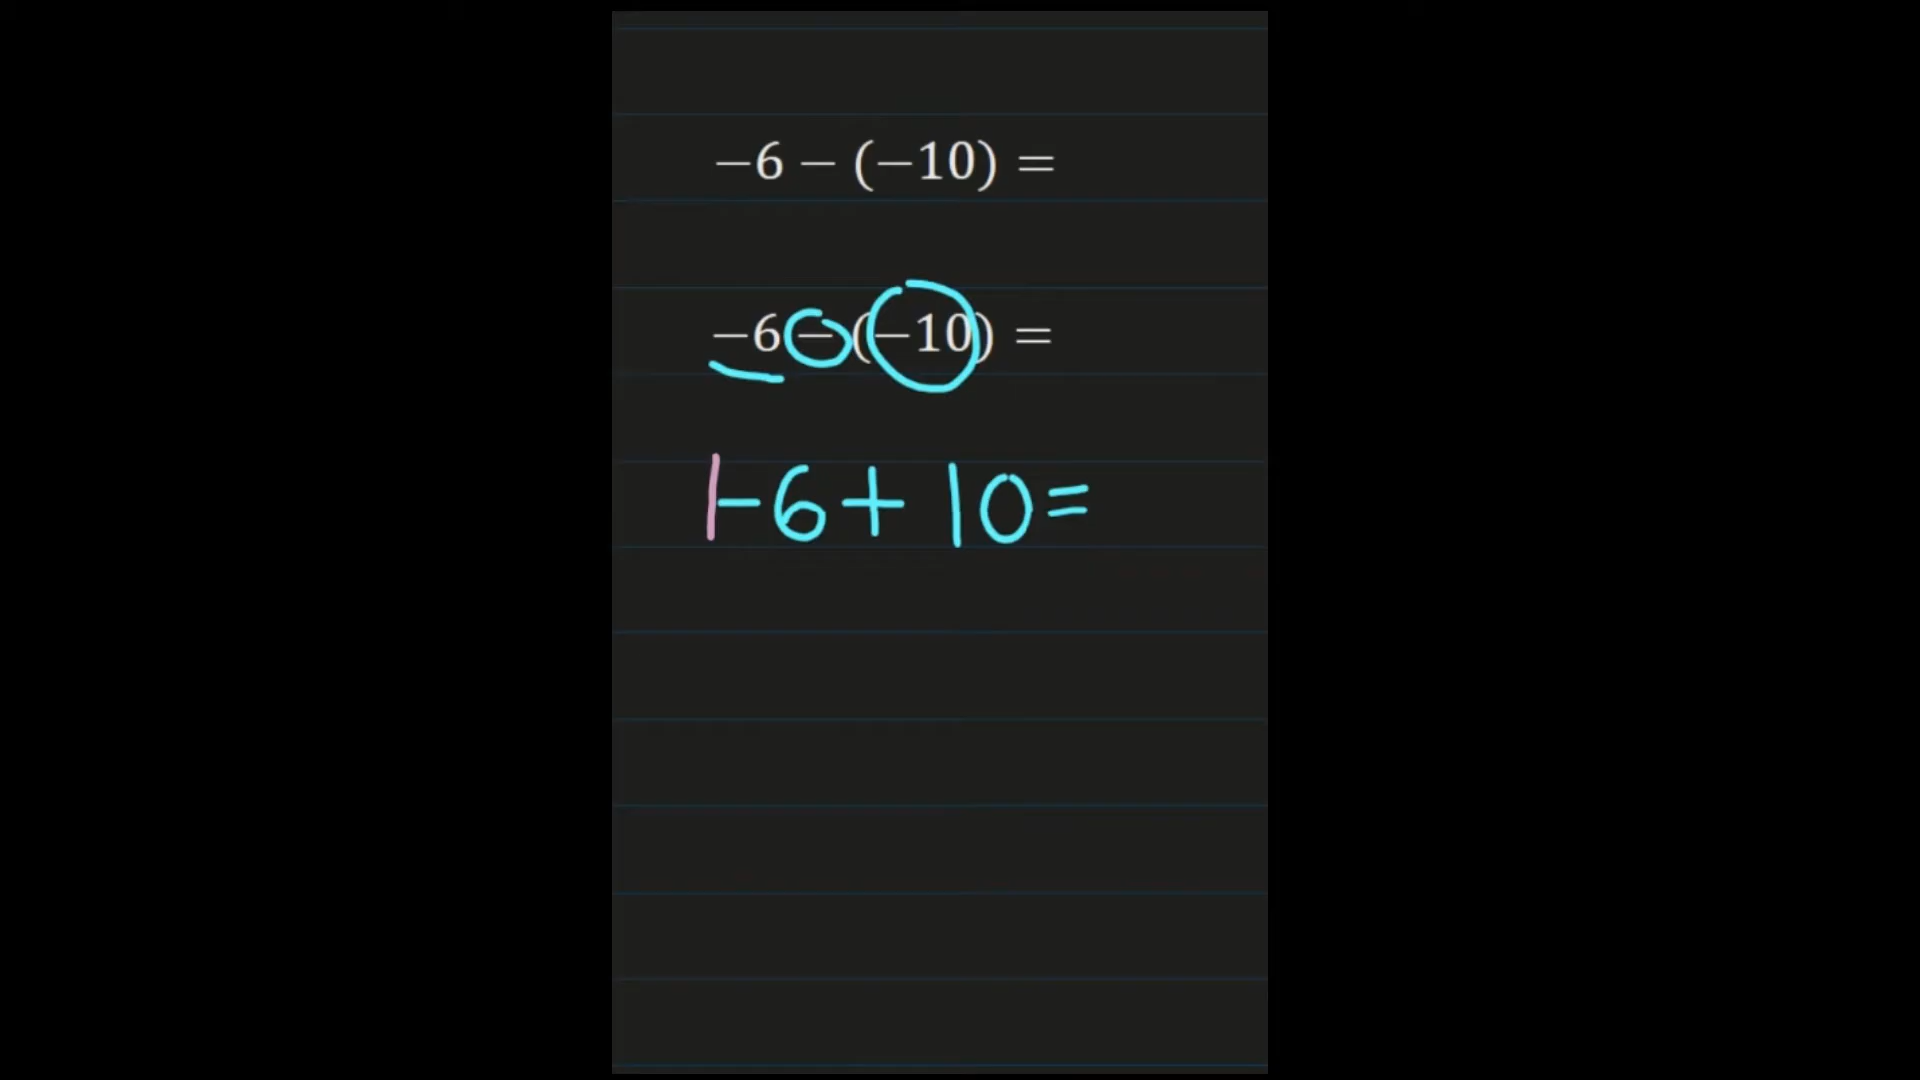 −6 − (−10) =
−6 − (−10) =
|-6+ 10=